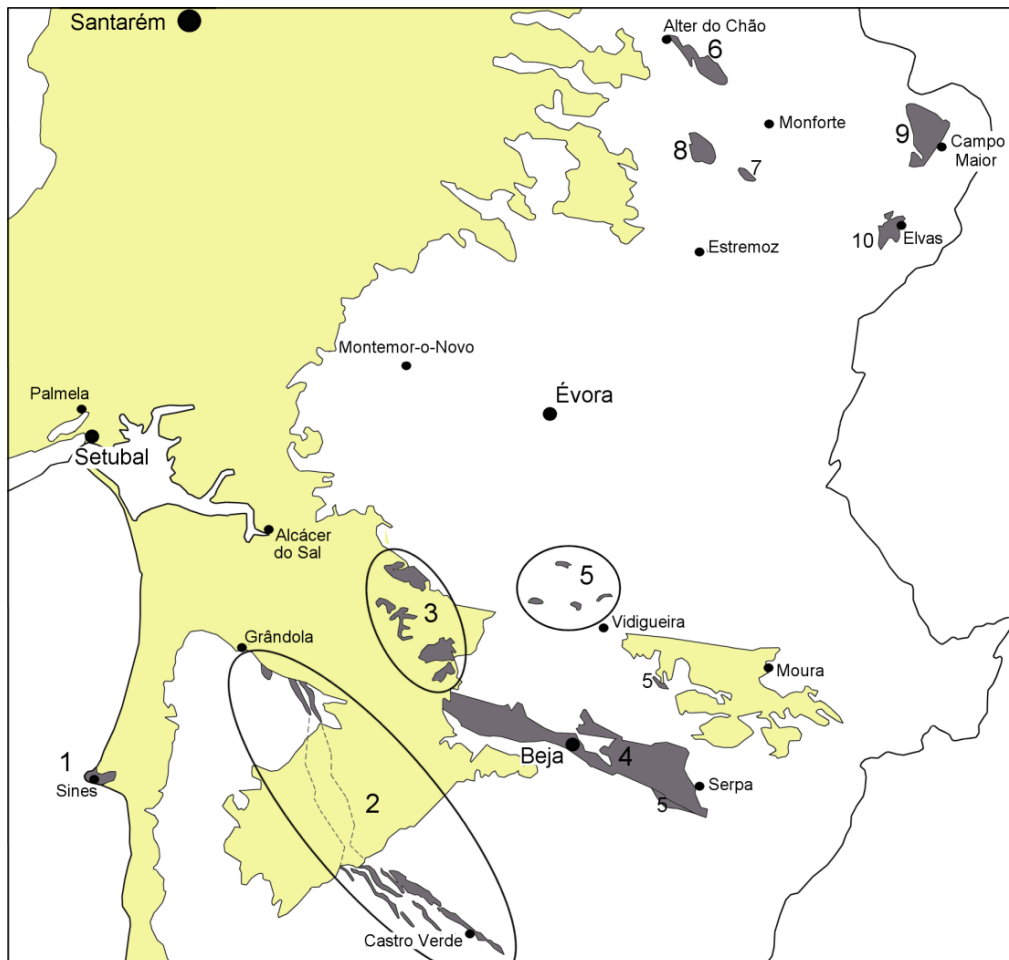 Santarém
Alter do Chão
6
Monforte
9
Campo
Maior
8
7
10
Elvas
Estremoz
Montemor-o-Novo
Palmela
Évora
Setubal
Alcácer
do Sal
5
3
Vidigueira
Grândola
Moura
5
Beja
4
1
Sines
Serpa
2
5
Castro Verde